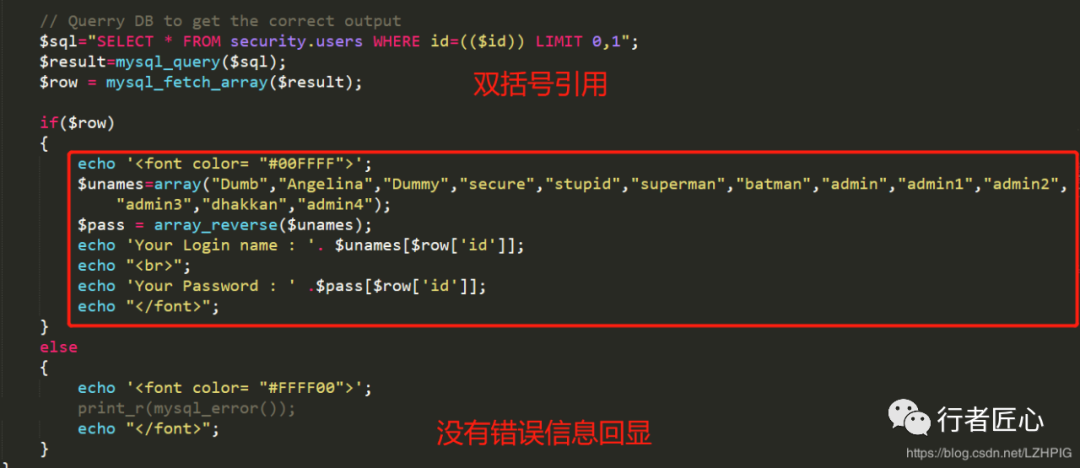 // Querry DB to get the correct output
$sql="SELECT * FROM security.users WHERE id=(($id)) LIMIT 0,1";
$result=mysql_query($sql);
$row = mysql_fetch_array($result);
双括号引用
if($row)
{
echo '<font color= "#00FFFF">';
$unames=array("Dumb","Angelina","Dummy","secure","stupid","superman","batman","admin","admin1","admin2",
"admin3","dhakkan","admin4");
$pass = array_reverse($unames);
echo 'Your Login name : '. $unames[$row['id']];
echo "<br>";
echo 'Your Password : ' .$pass[$row['id']];
echo "</font>";
}
else
{
echo '<font color= "#FFFF00">';
print_r(mysql_error());
echo "</font>";
没有错误信息回显
}
行者匠心
https://blog.csdn.net/LZHPIG